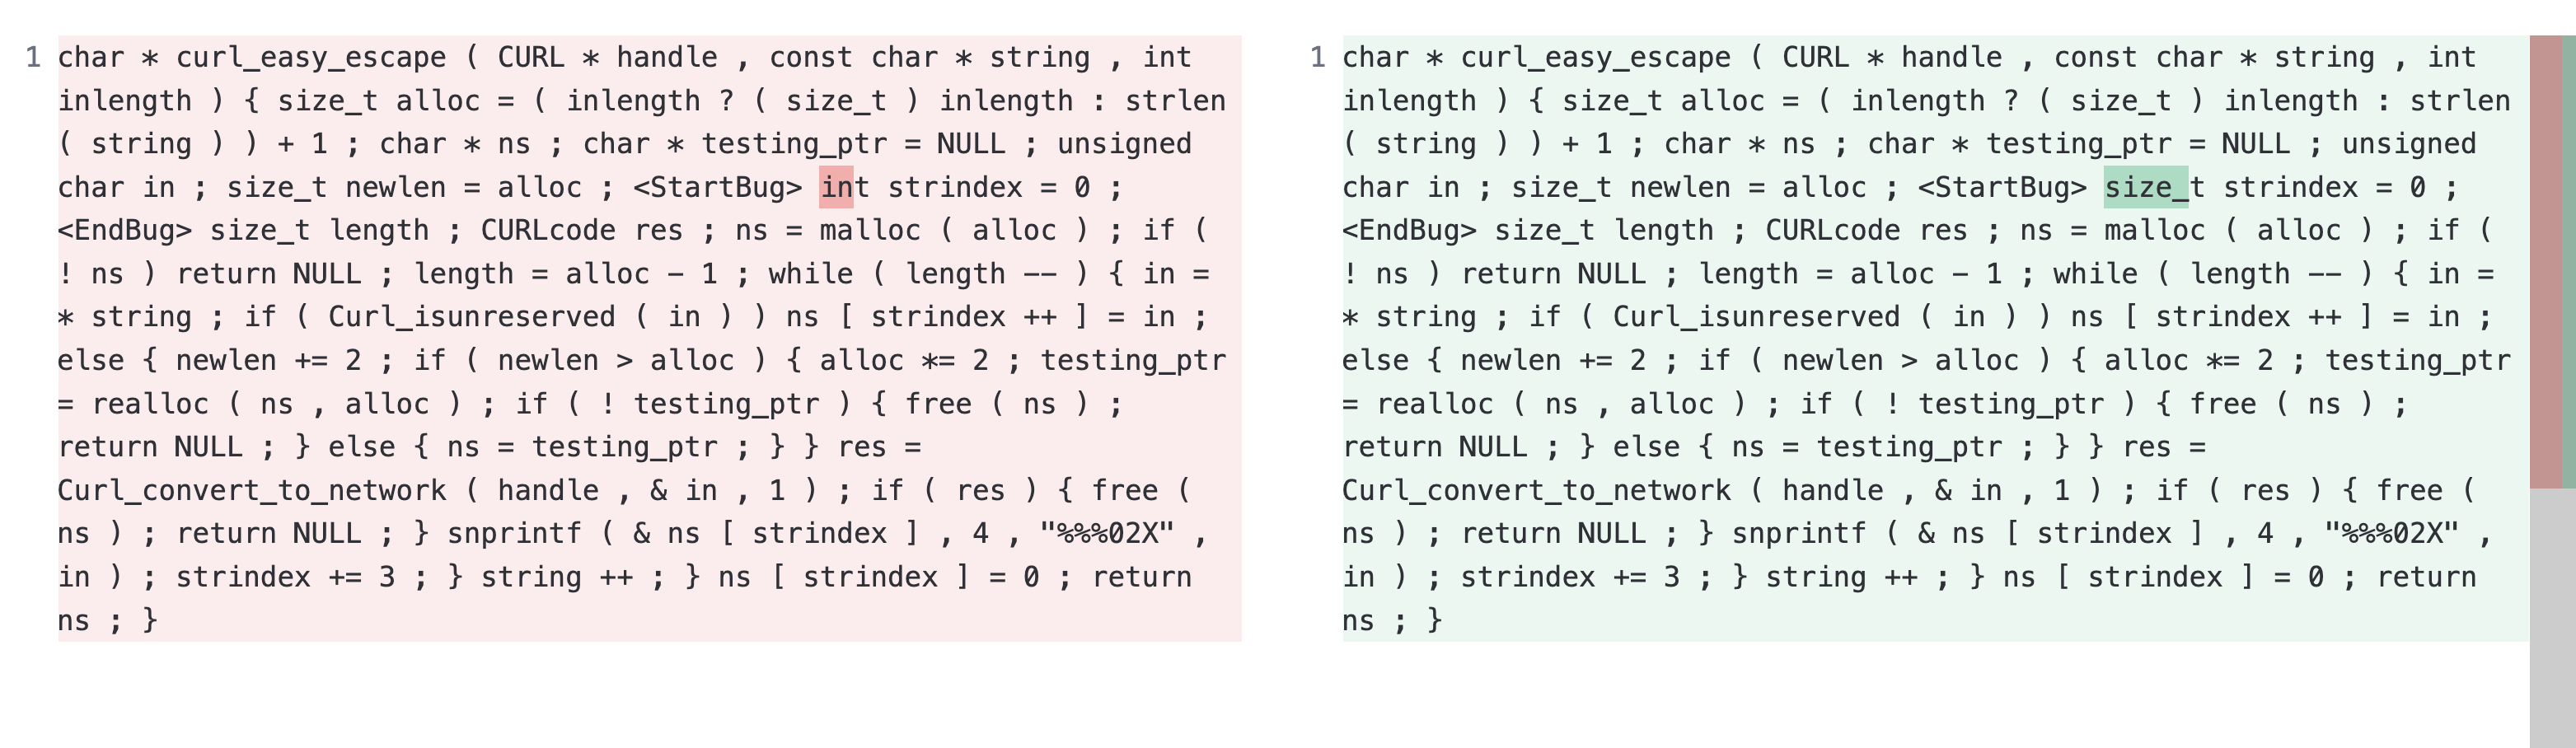 1 char * curl_easy_escape ( CURL * handle , const char * string , int
inlength ) { size_t alloc = ( inlength ? ( size_t ) inlength : strlen
( string ) ) + 1 ; char * ns ; char * testing_ptr = NULL ; unsigned
char in ; size_t newlen = alloc ; <StartBug> int strindex = 0 ;
<EndBug> size_t length ; CURLcode res ; ns = malloc ( alloc ) ; if (
! ns ) return NULL ; length = alloc - 1 ; while ( length -- ) { in =
* string ; if ( Curl_isunreserved ( in ) ) ns [ strindex ++ ] = in ;
else { newlen += 2 ; if ( newlen > alloc ) { alloc *= 2 ; testing_ptr
= realloc ( ns , alloc ) ; if ( ! testing_ptr ) { free ( ns ) ;
return NULL ; } else { ns = testing_ptr ; } } res =
Curl_convert_to_network ( handle , & in , 1 ) ; if ( res ) { free (
ns ) ; return NULL ; } snprintf ( & ns [ strindex ] , 4 , "%%%02X" ,
in ) ; strindex += 3 ; } string ++ ; } ns [ strindex ] = 0 ; return
ns ; }
1 char * curl_easy_escape ( CURL * handle , const char * string , int
inlength ) { size_t alloc = ( inlength ? ( size_t ) inlength : strlen
( string ) ) + 1 ; char * ns ; char * testing_ptr = NULL ; unsigned
char in ; size_t newlen = alloc ; <StartBug> size_t strindex = 0 ;
<EndBug> size_t length ; CURLcode res ; ns = malloc ( alloc ) ; if (
! ns ) return NULL ; length = alloc - 1 ; while ( length -- ) { in =
* string ; if ( Curl_isunreserved ( in ) ) ns [ strindex ++ ] = in ;
else { newlen += 2 ; if ( newlen > alloc ) { alloc *= 2 ; testing_ptr
= realloc ( ns , alloc ) ; if ( ! testing_ptr ) { free ( ns ) ;
return NULL ; } else { ns = testing_ptr ; } } res =
Curl_convert_to_network ( handle , & in , 1 ) ; if ( res ) { free (
ns ) ; return NULL ; } snprintf ( & ns [ strindex ] , 4 , "%%%02X" ,
in ) ; strindex += 3 ; } string ++ ; } ns [ strindex ] = 0 ; return
ns ; }